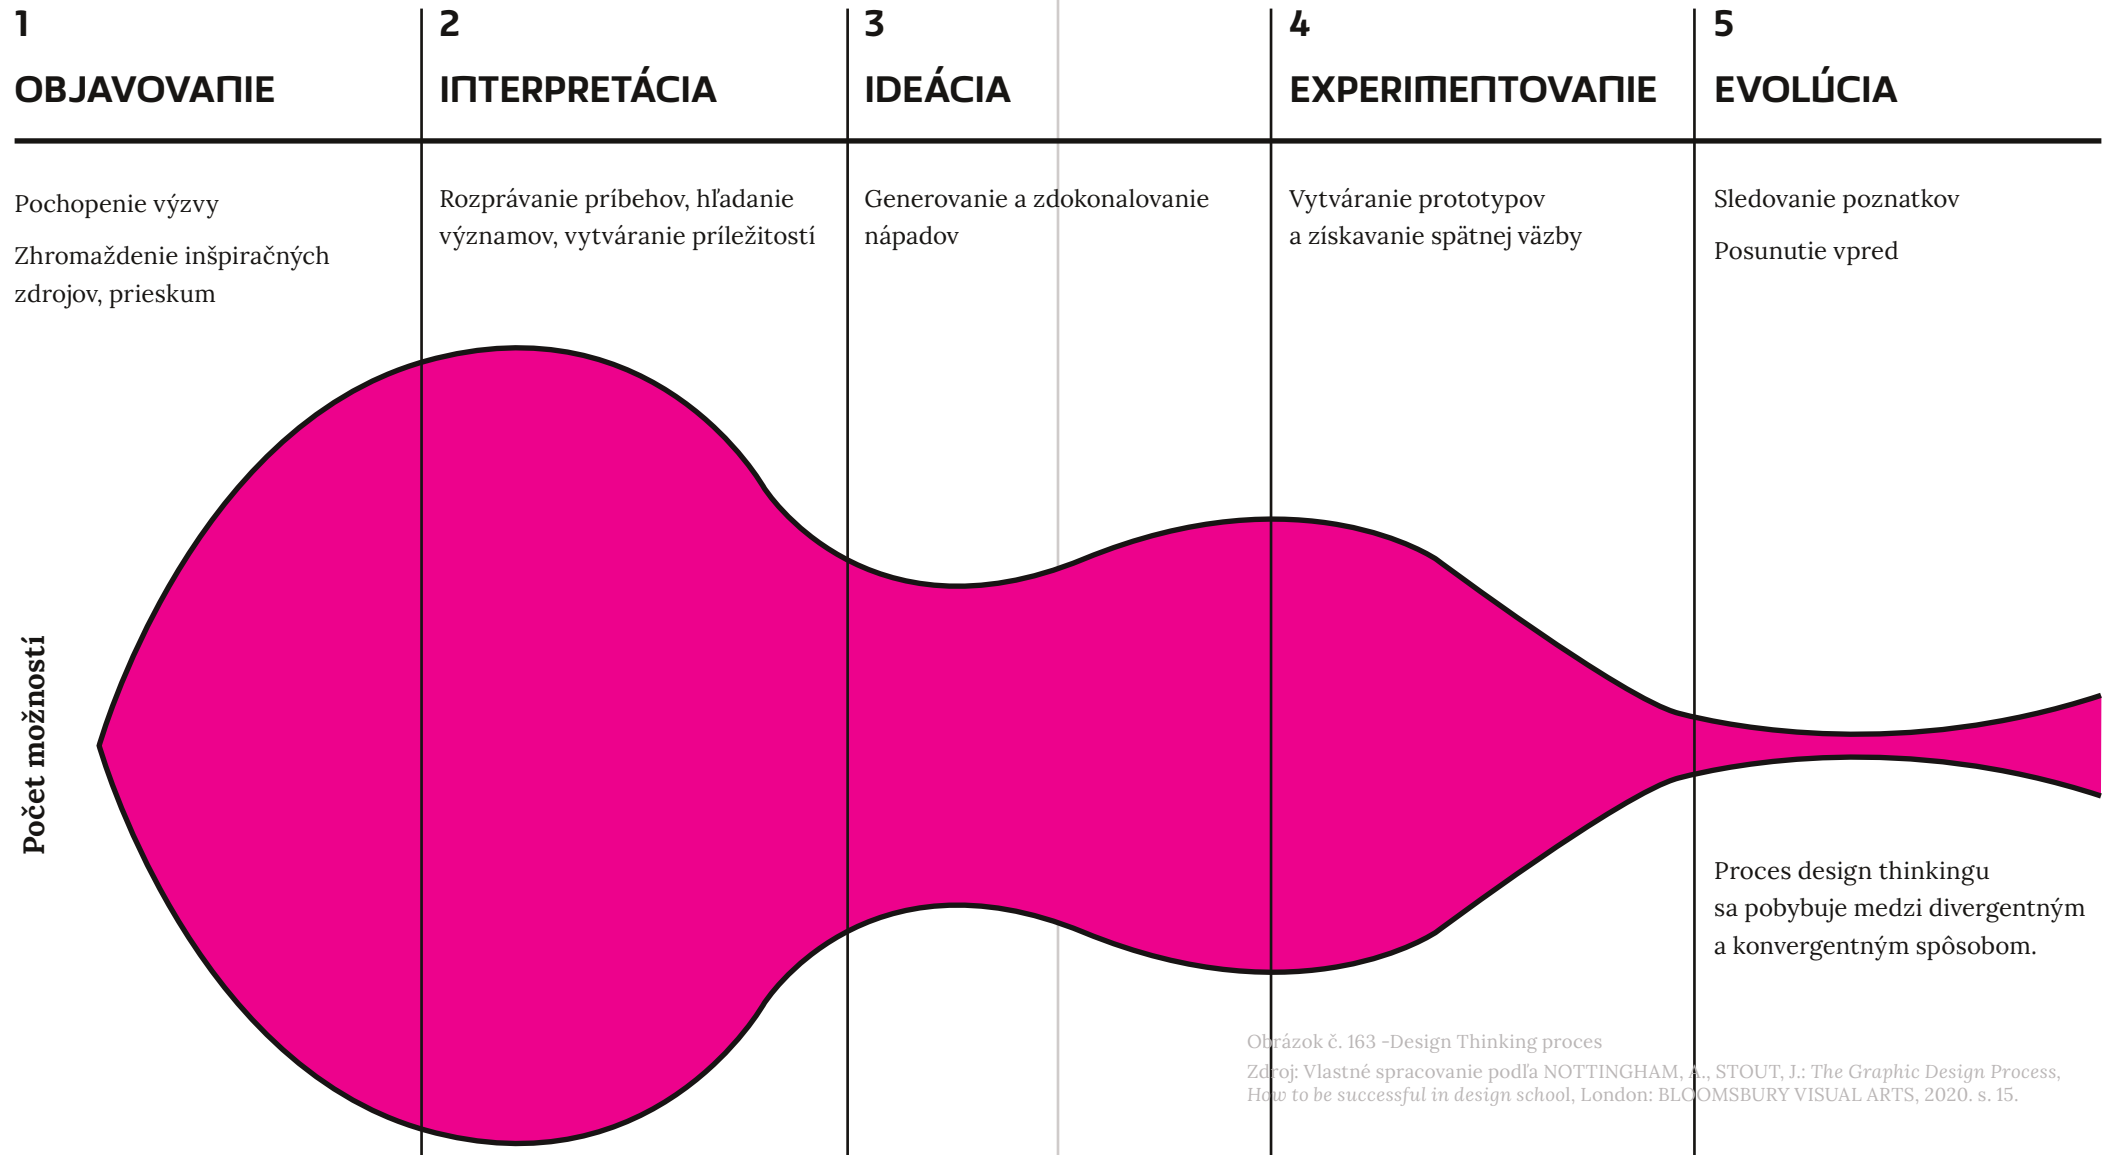 1
OBJAVOVANIE
Pochopenie výzvy
Zhromaždenie inšpiračných
zdrojov, prieskum
2
INTERPRETÁCIA
Rozprávanie príbehov, hľadanie
významov, vytváranie príležitostí
3
IDEÁCIA
Generovanie a zdokonalovanie
nápadov
4
EXPERIMENTOVANIE
Vytváranie prototypov
a získavanie spätnej väzby
5
EVOLÚCIA
Sledovanie poznatkov
Posunutie vpred
Počet možností
Proces design thinkingu
sa pobybuje medzi divergentným
a konvergentným spôsobom.
Obrázok č. 163 -Design Thinking proces
Zdroj: Vlastné spracovanie podľa NOTTINGHAM, A., STOUT, J.: The Graphic Design Process,
How to be successful in design school, London: BLOOMSBURY VISUAL ARTS, 2020. s. 15.